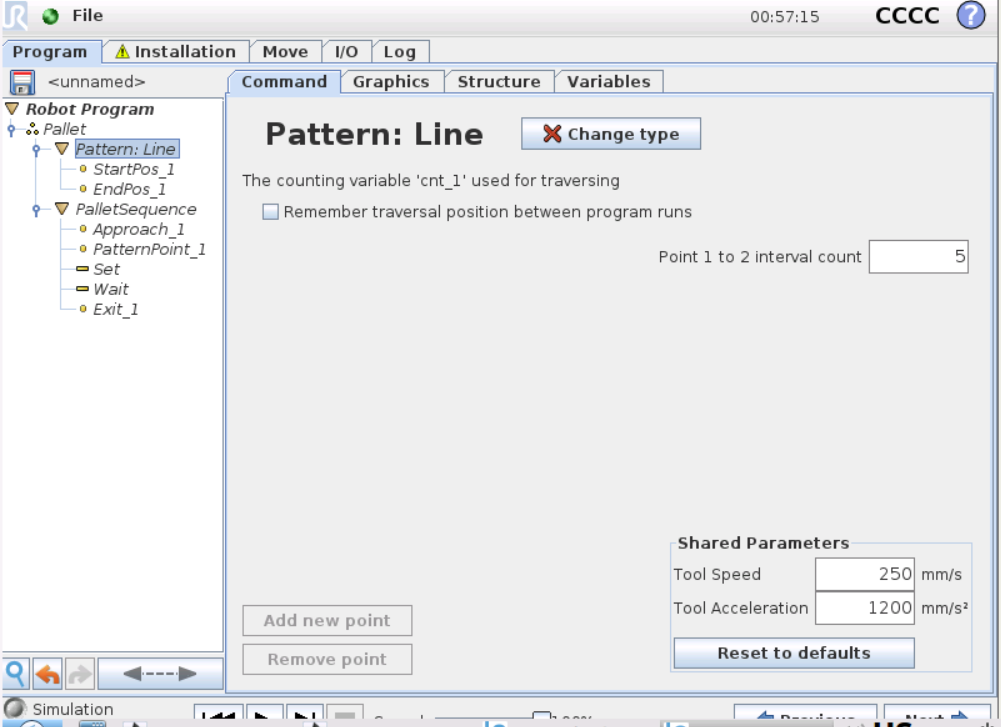 File 00:57:15 CCCC ?
Program Installation Move I/O Log
<unnamed> Command Graphics Structure Variables
Robot Program
Pallet
Pattern: Line
StartPos_1
EndPos_1
PalletSequence
Approach_1
PatternPoint_1
Set
Wait
Exit_1
Pattern: Line Change type
The counting variable 'cnt_1' used for traversing
Remember traversal position between program runs
Point 1 to 2 interval count 5
Shared Parameters
Tool Speed 250 mm/s
Tool Acceleration 1200 mm/s²
Reset to defaults
Add new point
Remove point
Simulation